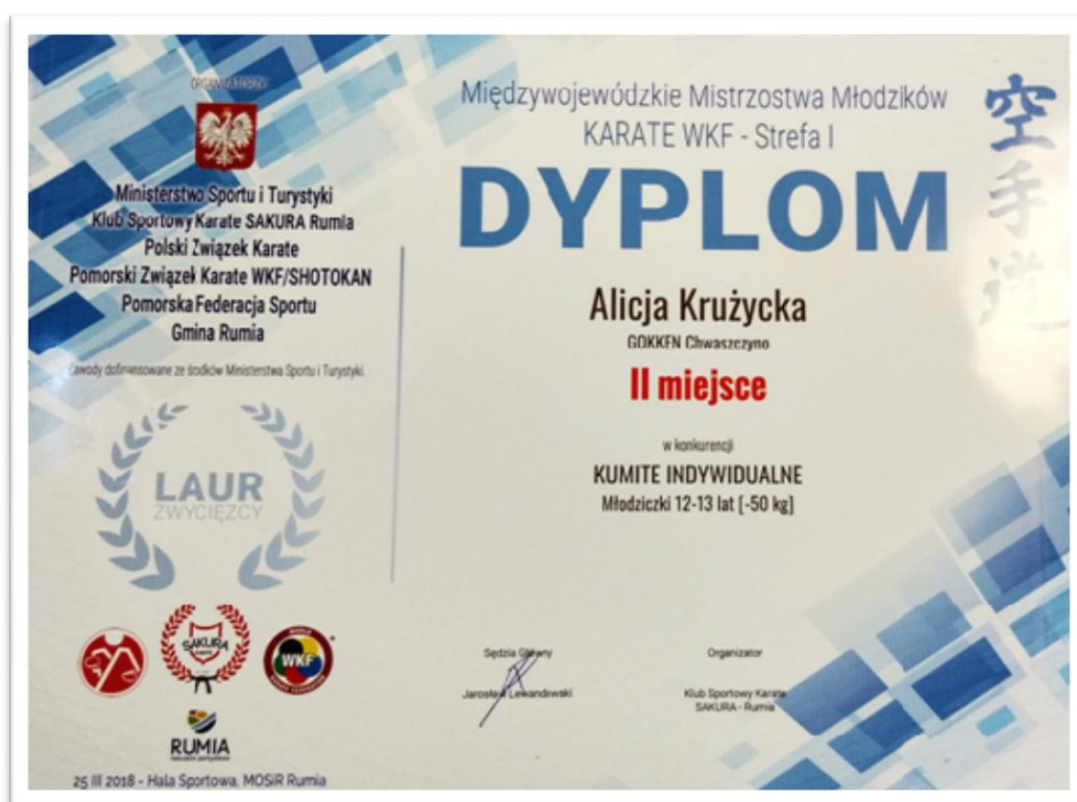 ORGANIZATORZY
Ministerstwo Sportu i Turystyki
Klub Sportowy Karate SAKURA Rumia
Polski Związek Karate
Pomorski Związek Karate WKF/SHOTOKAN
Pomorska Federacja Sportu
Gmina Rumia
Zawody dofinansowane ze środków Ministerstwa Sportu i Turystyki.
LAUR
ZWYCIĘZCY
SAKURA
WKF
RUMIA
25 III 2018 - Hala Sportowa, MOSiR Rumia
Międzywojewódzkie Mistrzostwa Młodzików
KARATE WKF - Strefa I
DYPLOM
Alicja Krużycka
GOKKEN Chwaszczyno
II miejsce
w konkurencji
KUMITE INDYWIDUALNE
Młodziczki 12-13 lat [-50 kg]
Sędzia Główny
Jarosław Lewandowski
Organizator
Klub Sportowy Karate
SAKURA - Rumia
空手道